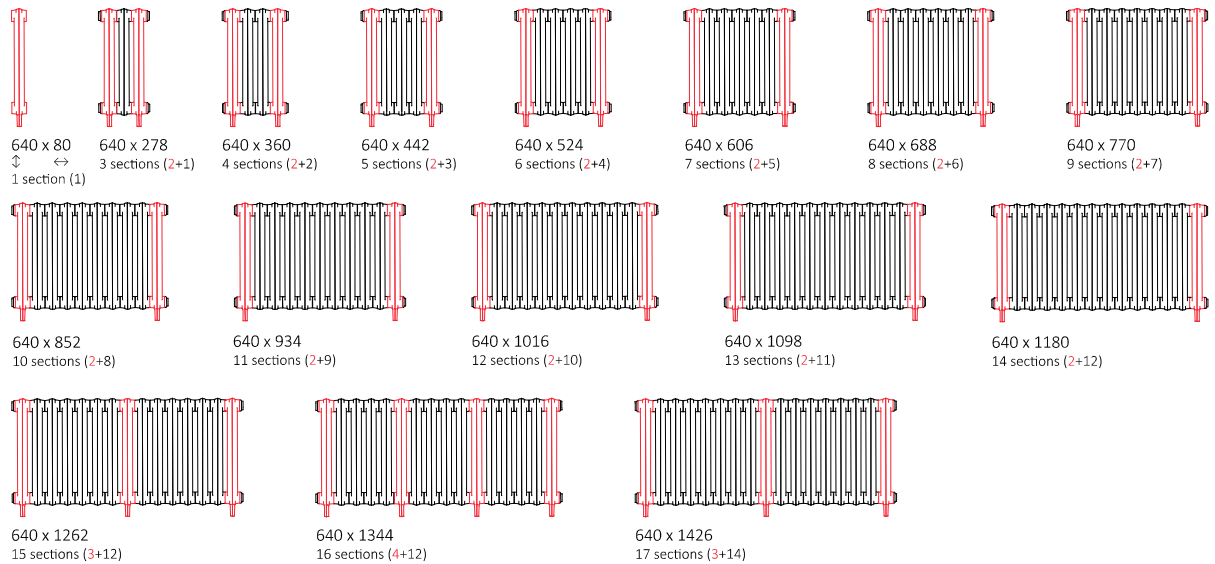 640 x 80
↕ ↔
1 section (1)
640 x 278
3 sections (2+1)
640 x 360
4 sections (2+2)
640 x 442
5 sections (2+3)
640 x 524
6 sections (2+4)
640 x 606
7 sections (2+5)
640 x 688
8 sections (2+6)
640 x 770
9 sections (2+7)
640 x 852
10 sections (2+8)
640 x 934
11 sections (2+9)
640 x 1016
12 sections (2+10)
640 x 1098
13 sections (2+11)
640 x 1180
14 sections (2+12)
640 x 1262
15 sections (3+12)
640 x 1344
16 sections (4+12)
640 x 1426
17 sections (3+14)